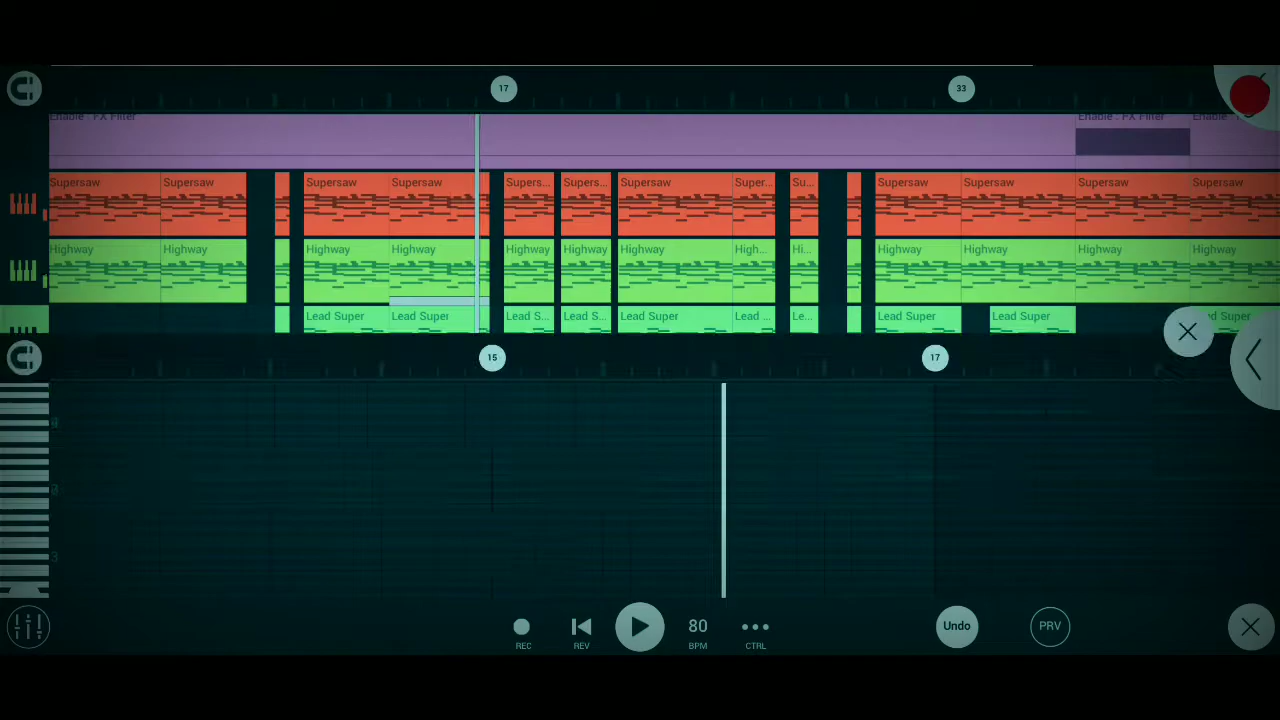 17 33
Enable : FX Filter Enable : FX Filter
Supersaw Supersaw Supersaw Supersaw Supers... Supers... Supersaw Super... Su... Supersaw Supersaw Supersaw Supersaw
Highway Highway Highway Highway Highway Highway Highway High... Hi... Highway Highway Highway Highway
Lead Super Lead Super Lead S... Lead S... Lead Super Lead ... Le... Lead Super Lead Super
15 17
80
Undo PRV
REC REV BPM CTRL